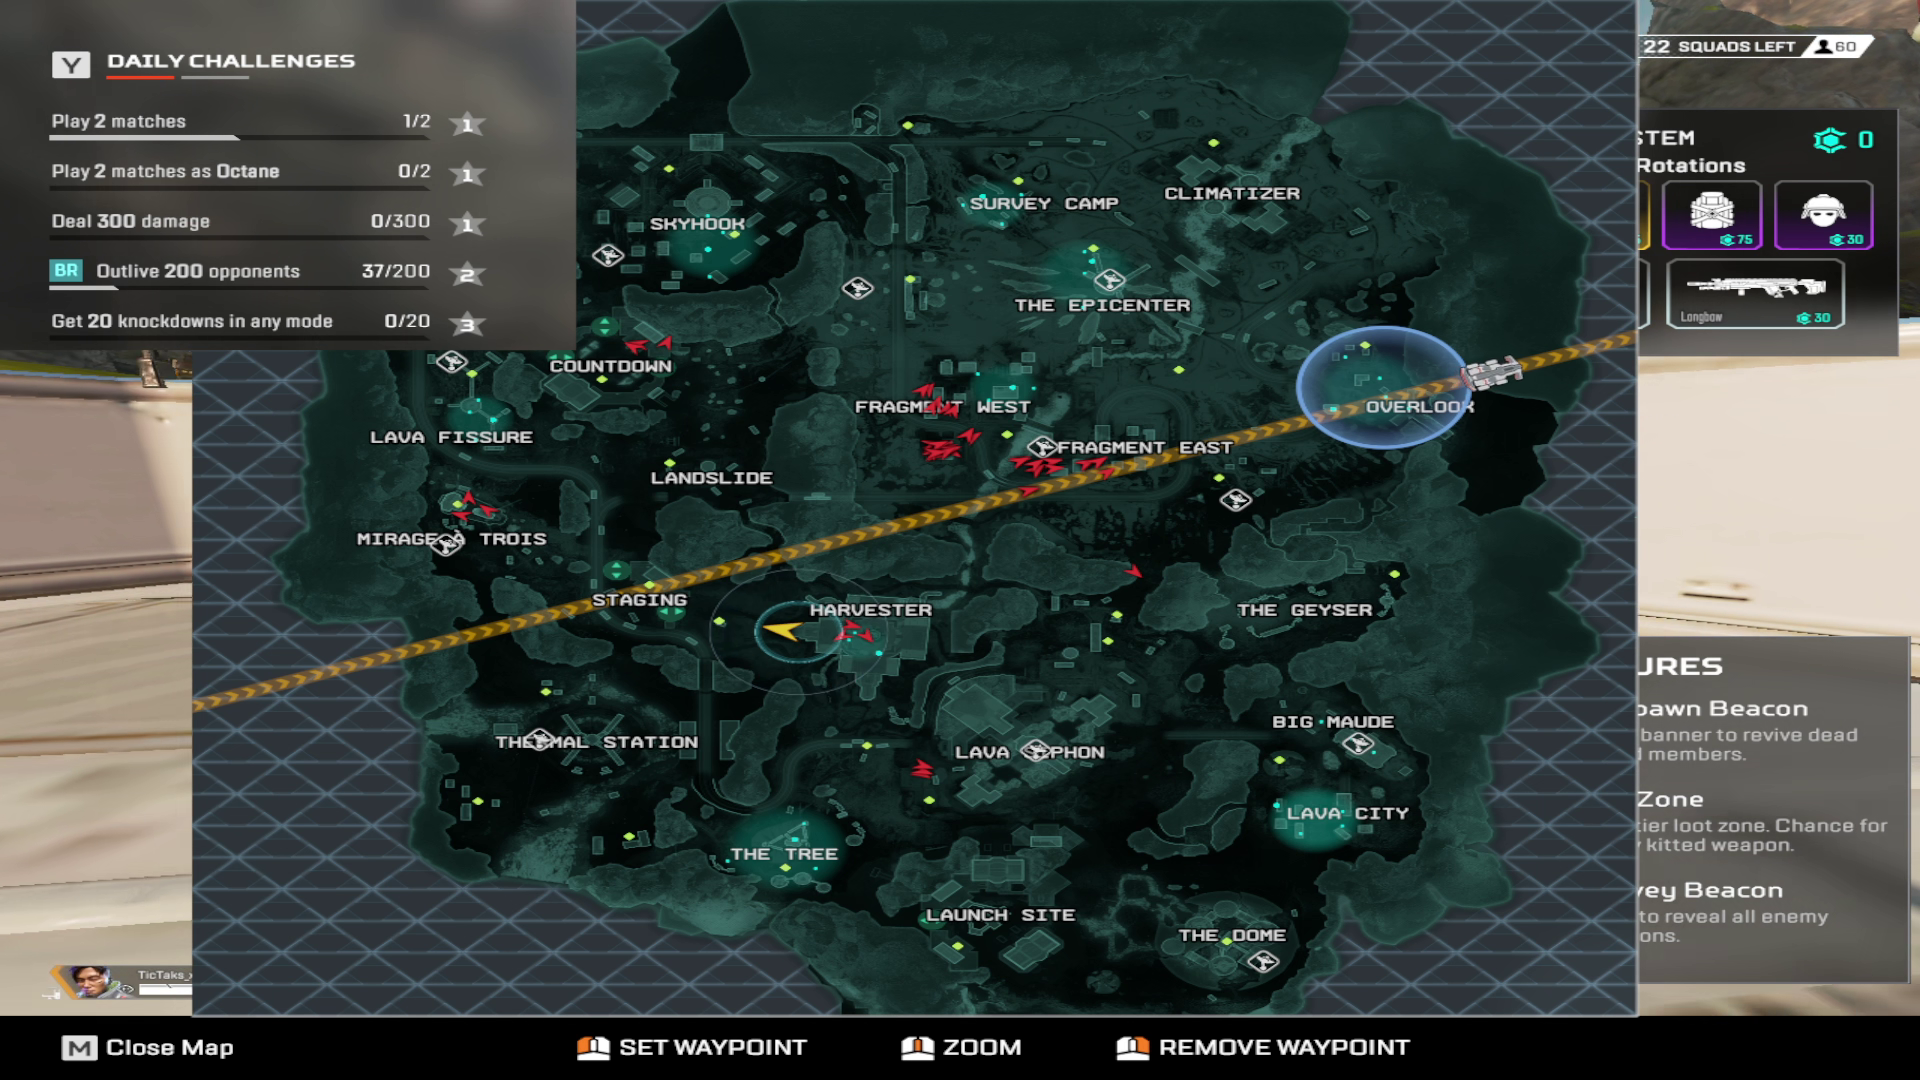 Y DAILY CHALLENGES
Play 2 matches 1/2 1
Play 2 matches as Octane 0/2 1
Deal 300 damage 0/300 1
BR Outlive 200 opponents 37/200 2
Get 20 knockdowns in any mode 0/20 3
22 SQUADS LEFT 60
STEM 0
Rotations
75 30
Longbow 30
SKYHOOK
SURVEY CAMP
CLIMATIZER
THE EPICENTER
COUNTDOWN
FRAGMENT WEST
OVERLOOK
LAVA FISSURE
FRAGMENT EAST
LANDSLIDE
MIRAGE A TROIS
STAGING
HARVESTER
THE GEYSER
THERMAL STATION
LAVA SIPHON
BIG MAUDE
LAVA CITY
THE TREE
LAUNCH SITE
THE DOME
URES
pawn Beacon
banner to revive dead
members.
Zone
tier loot zone. Chance for
kitted weapon.
vey Beacon
to reveal all enemy
ons.
TicTaks_
M Close Map
SET WAYPOINT
ZOOM
REMOVE WAYPOINT